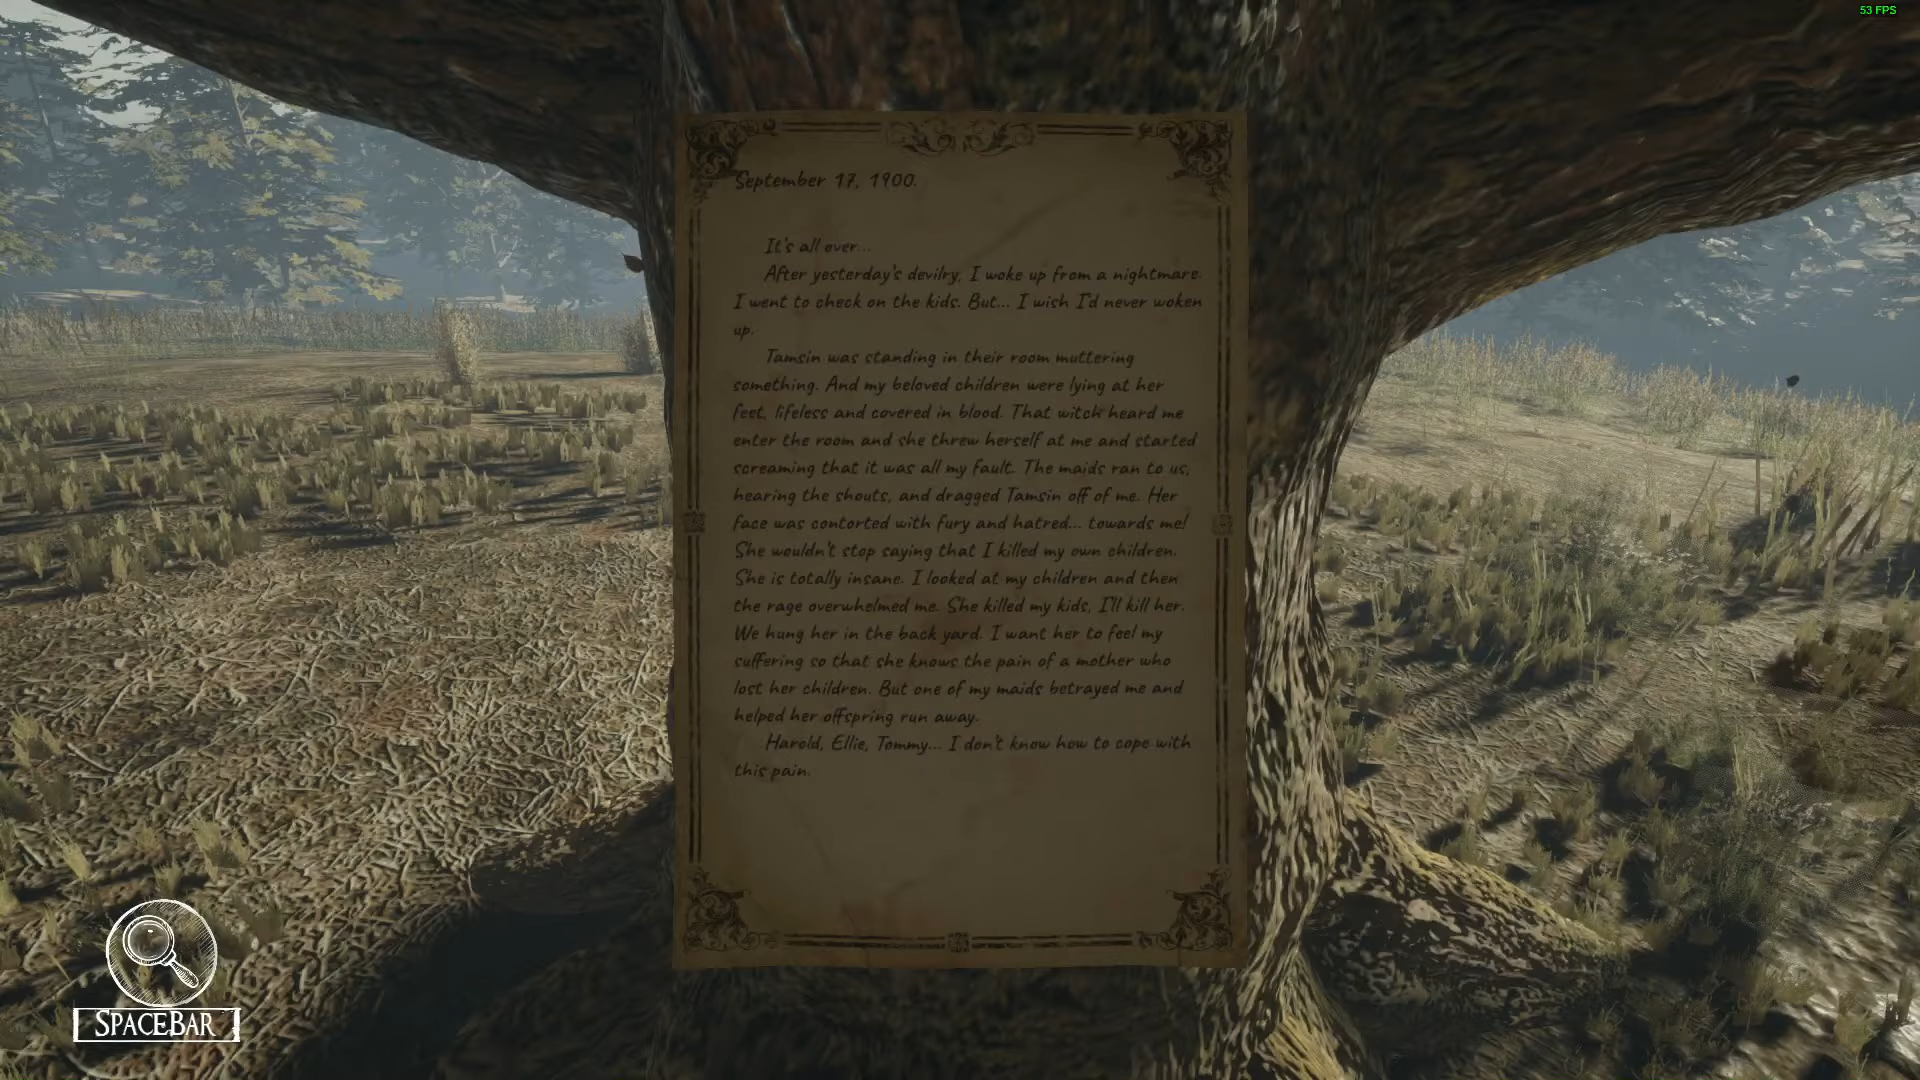 53 FPS
September 17, 1900.
It's all over...
After yesterday's devilry, I woke up from a nightmare.
I went to check on the kids. But... I wish I'd never woken
up.
Tamsin was standing in their room muttering
something. And my beloved children were lying at her
feet, lifeless and covered in blood. That witch heard me
enter the room and she threw herself at me and started
screaming that it was all my fault. The maids ran to us,
hearing the shouts, and dragged Tamsin off of me. Her
face was contorted with fury and hatred... towards me!
She wouldn't stop saying that I killed my own children.
She is totally insane. I looked at my children and then
the rage overwhelmed me. She killed my kids, I'll kill her.
We hung her in the back yard. I want her to feel my
suffering so that she knows the pain of a mother who
lost her children. But one of my maids betrayed me and
helped her offspring run away.
Harold, Ellie, Tommy... I don't know how to cope with
this pain.
SPACEBAR